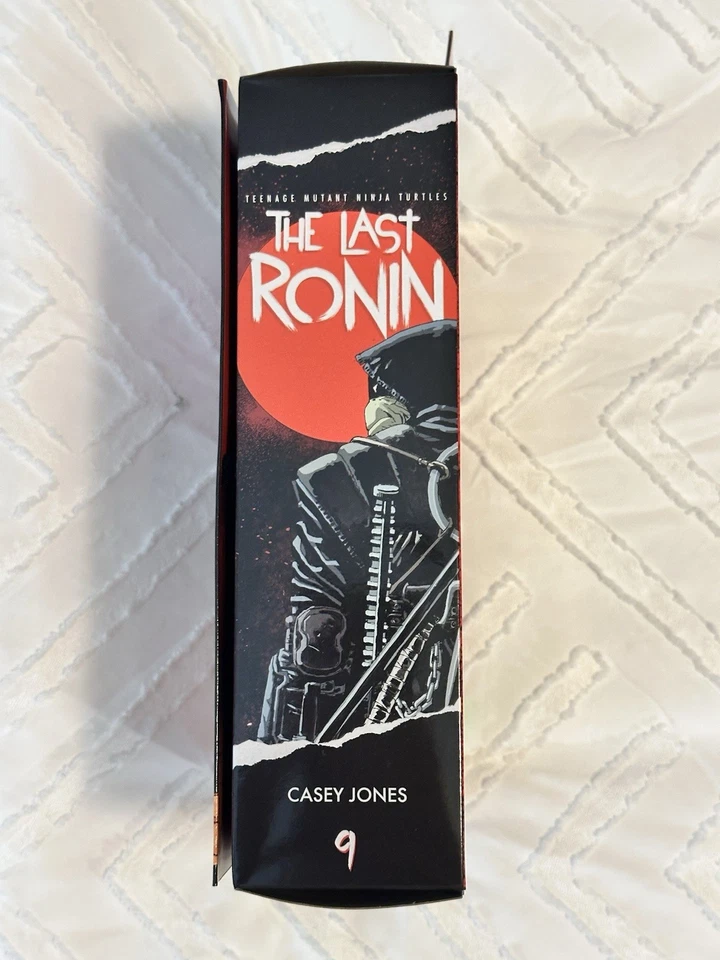 TEENAGE MUTANT NINJA TURTLES
THE LAST
RONIN
CASEY JONES
9